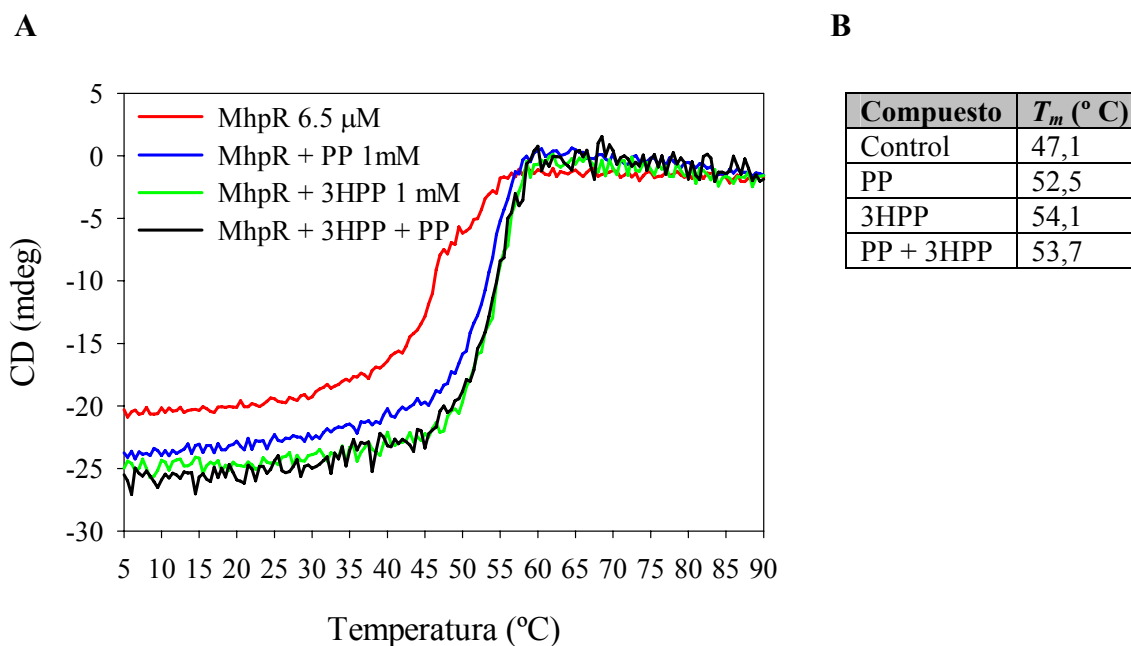 A
B
5
0
-5
-10
-15
-20
-25
-30
CD (mdeg)
MhpR 6.5 μM
MhpR + PP 1mM
MhpR + 3HPP 1 mM
MhpR + 3HPP + PP
5 10 15 20 25 30 35 40 45 50 55 60 65 70 75 80 85 90
Temperatura (ºC)
Compuesto Tm (º C)
Control 47,1
PP 52,5
3HPP 54,1
PP + 3HPP 53,7